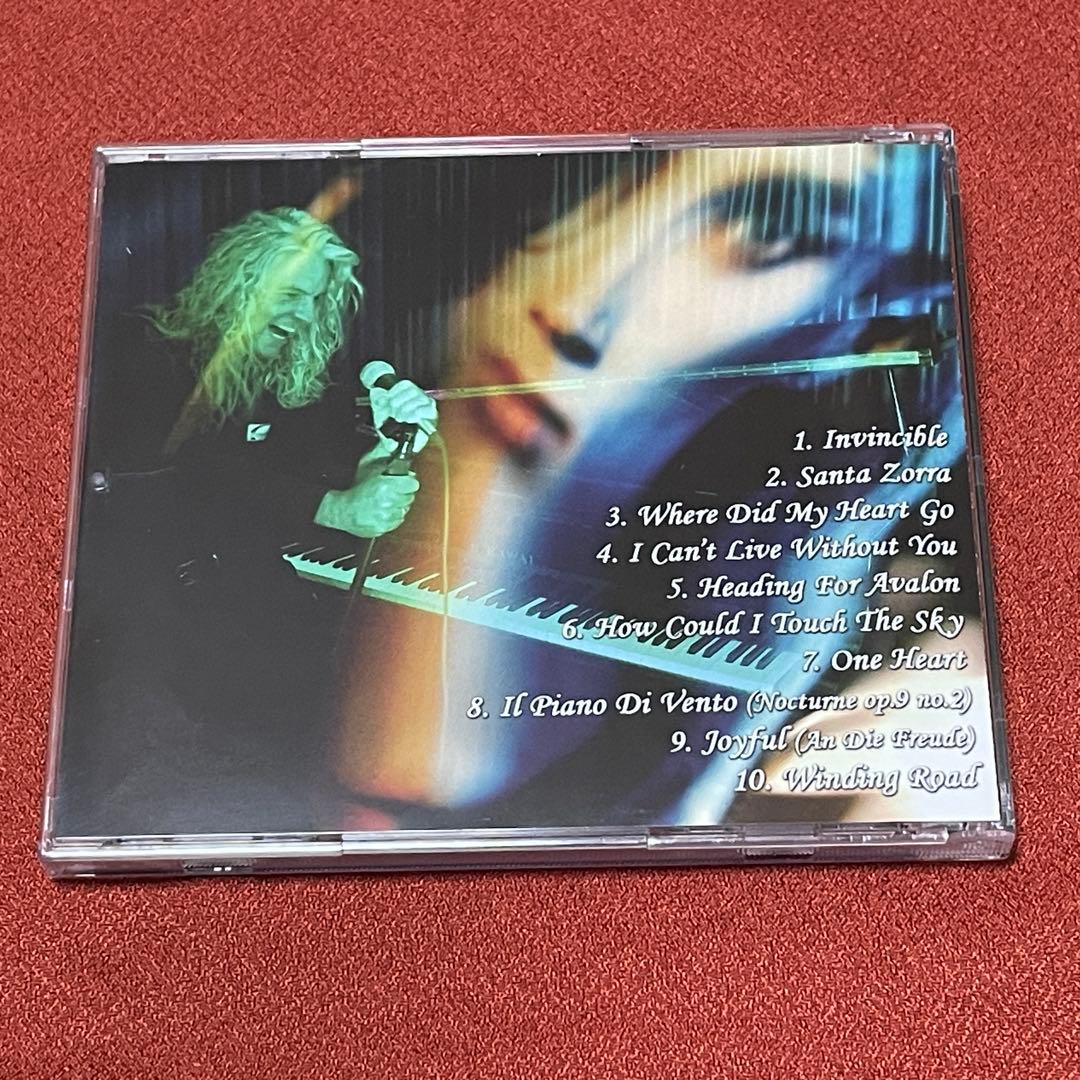 1. Invincible
2. Santa Zorra
3. Where Did My Heart Go
4. I Can't Live Without You
5. Heading For Avalon
6. How Could I Touch The Sky
7. One Heart
8. Il Piano Di Vento (Nocturne op.9 no.2)
9. Joyful (An Die Freude)
10. Winding Road